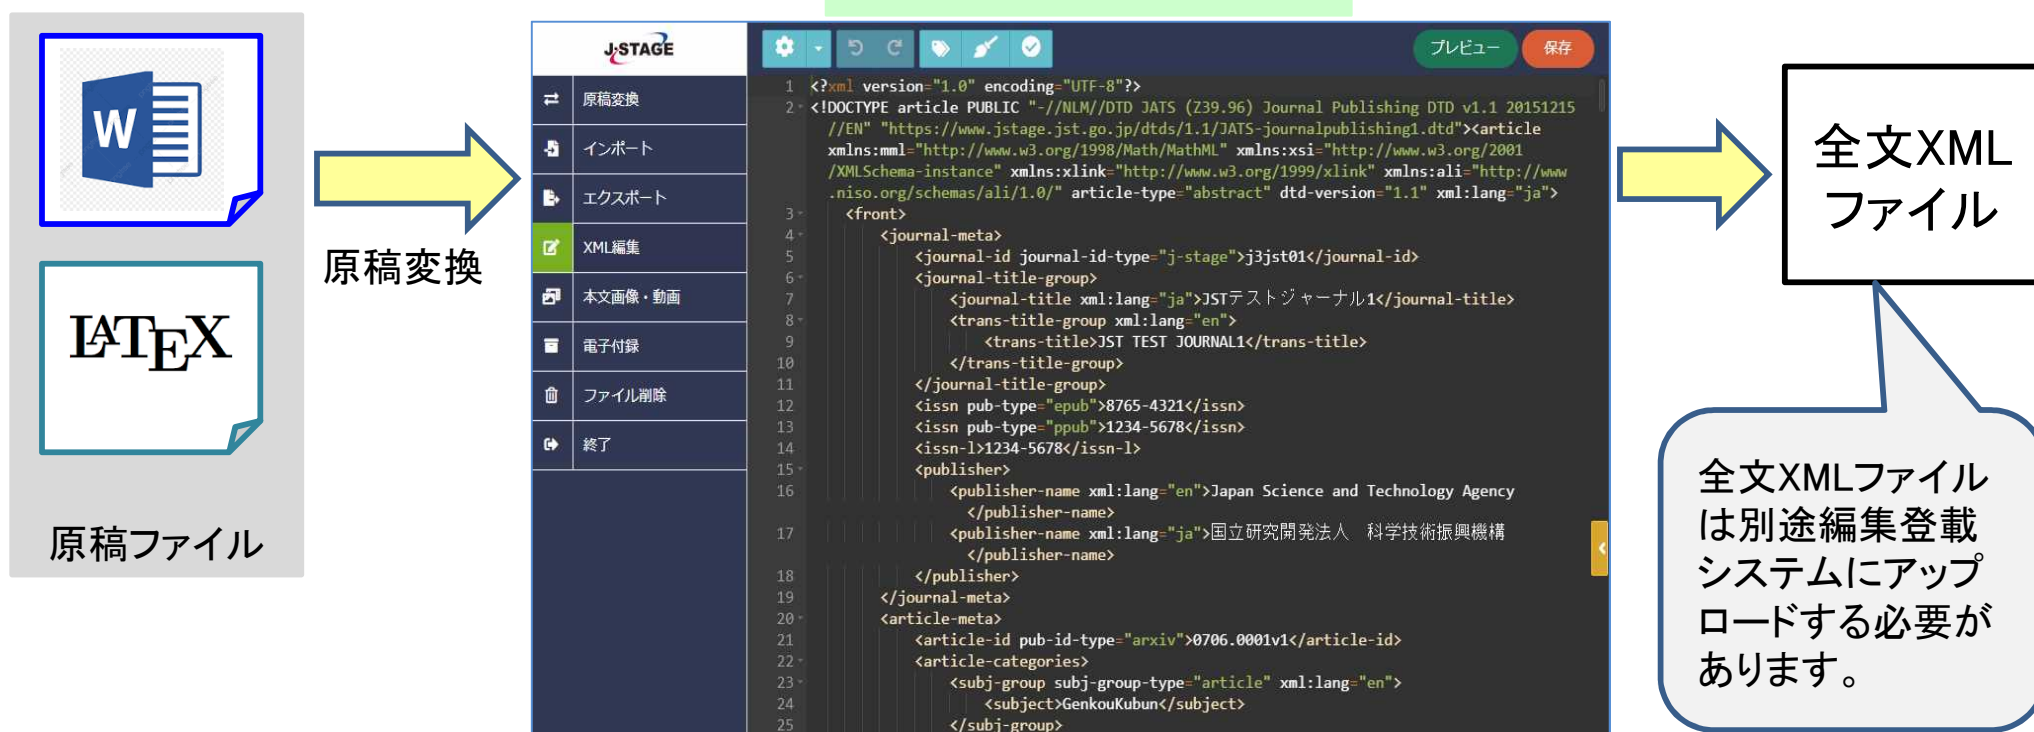 W
LATEX
原稿ファイル
原稿変換
J-STAGE
原稿変換
インポート
エクスポート
XML編集
本文画像・動画
電子付録
ファイル削除
終了
プレビュー
保存
1 <?xml version="1.0" encoding="UTF-8"?>
2 <!DOCTYPE article PUBLIC "-//NLM//DTD JATS (Z39.96) Journal Publishing DTD v1.1 20151215
//EN" "https://www.jstage.jst.go.jp/dtds/1.1/JATS-journalpublishing1.dtd"><article
xmlns:mml="http://www.w3.org/1998/Math/MathML" xmlns:xsi="http://www.w3.org/2001
/XMLSchema-instance" xmlns:xlink="http://www.w3.org/1999/xlink" xmlns:ali="http://www
.niso.org/schemas/ali/1.0/" article-type="abstract" dtd-version="1.1" xml:lang="ja">
3 <front>
4 <journal-meta>
5 <journal-id journal-id-type="j-stage">j3jst01</journal-id>
6 <journal-title-group>
7 <journal-title xml:lang="ja">JSTテストジャーナル1</journal-title>
8 <trans-title-group xml:lang="en">
9 <trans-title>JST TEST JOURNAL1</trans-title>
10 </trans-title-group>
11 </journal-title-group>
12 <issn pub-type="epub">8765-4321</issn>
13 <issn pub-type="ppub">1234-5678</issn>
14 <issn-l>1234-5678</issn-l>
15 <publisher>
16 <publisher-name xml:lang="en">Japan Science and Technology Agency
</publisher-name>
17 <publisher-name xml:lang="ja">国立研究開発法人　科学技術振興機構
</publisher-name>
18 </publisher>
19 </journal-meta>
20 <article-meta>
21 <article-id pub-id-type="arxiv">0706.0001v1</article-id>
22 <article-categories>
23 <subj-group subj-group-type="article" xml:lang="en">
24 <subject>GenkouKubun</subject>
25 </subj-group>
全文XML
ファイル
全文XMLファイル
は別途編集登載
システムにアップ
ロードする必要が
あります。